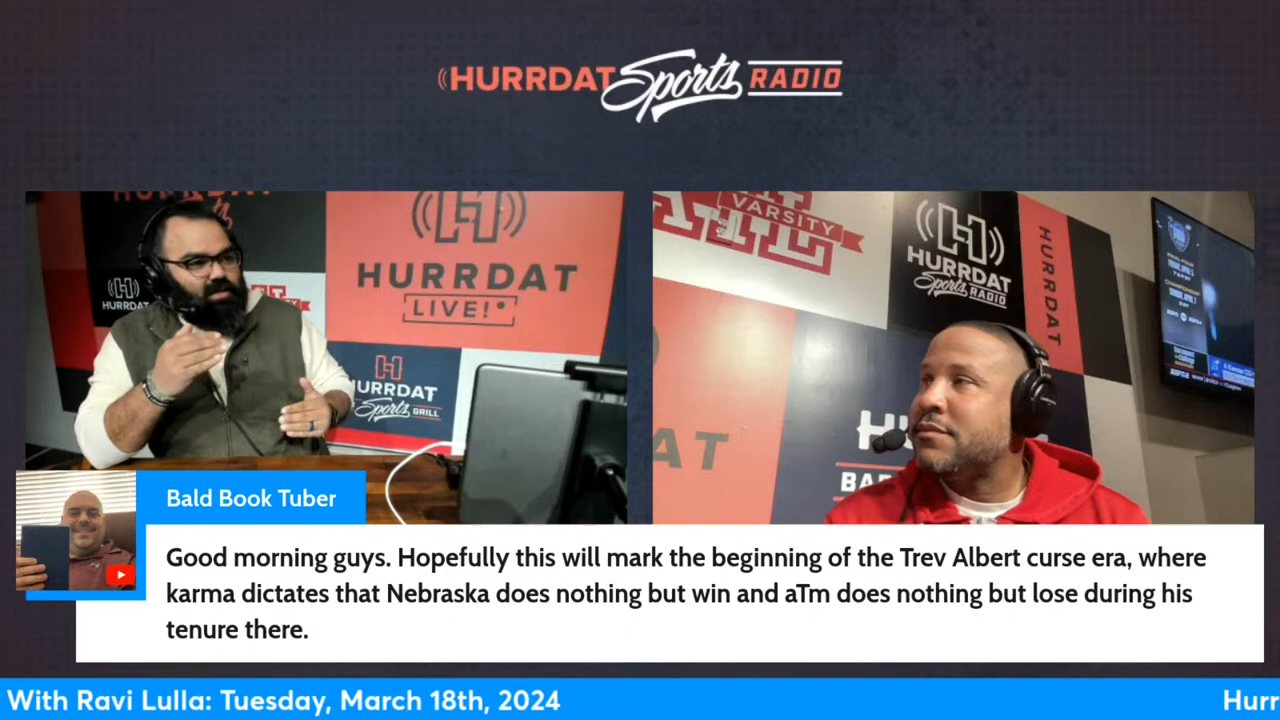 HURRDAT Sports RADIO
HURRDAT
LIVE!
HURRDAT
HURRDAT
Sports GRILL
VARSITY
HURRDAT
Sports RADIO
HURRDAT
AT
Bald Book Tuber
Good morning guys. Hopefully this will mark the beginning of the Trev Albert curse era, where
karma dictates that Nebraska does nothing but win and aTm does nothing but lose during his
tenure there.
With Ravi Lulla: Tuesday, March 18th, 2024
Hurr